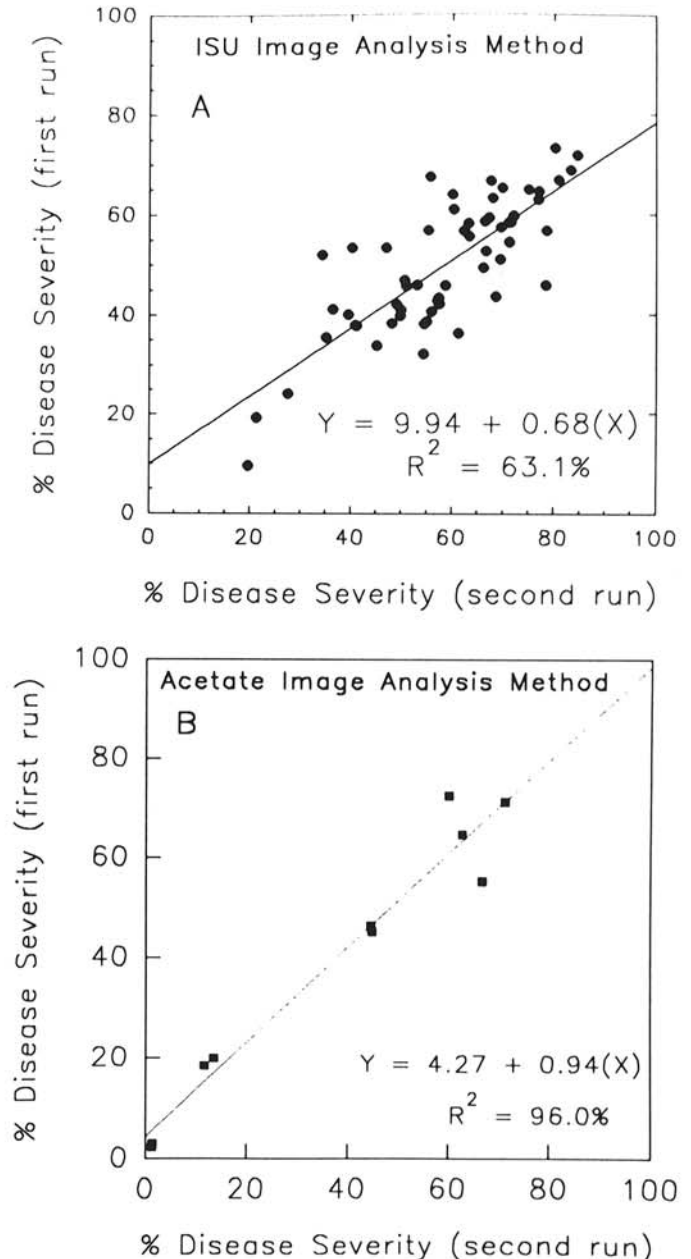 100
ISU Image Analysis Method
A
80
60
40
20
0
% Disease Severity (first run)
Y = 9.94 + 0.68(X)
R² = 63.1%
0 20 40 60 80 100
% Disease Severity (second run)
100
Acetate Image Analysis Method
B
80
60
40
20
0
% Disease Severity (first run)
Y = 4.27 + 0.94(X)
R² = 96.0%
0 20 40 60 80 100
% Disease Severity (second run)